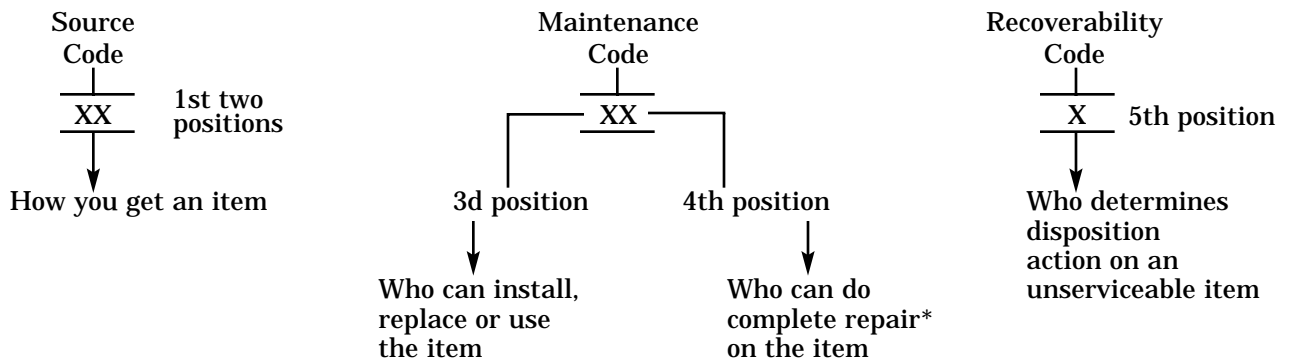 Source
Code
XX
1st two
positions
How you get an item
Maintenance
Code
XX
3d position
4th position
Who can install,
replace or use
the item
Who can do
complete repair*
on the item
Recoverability
Code
X
5th position
Who determines
disposition
action on an
unserviceable item